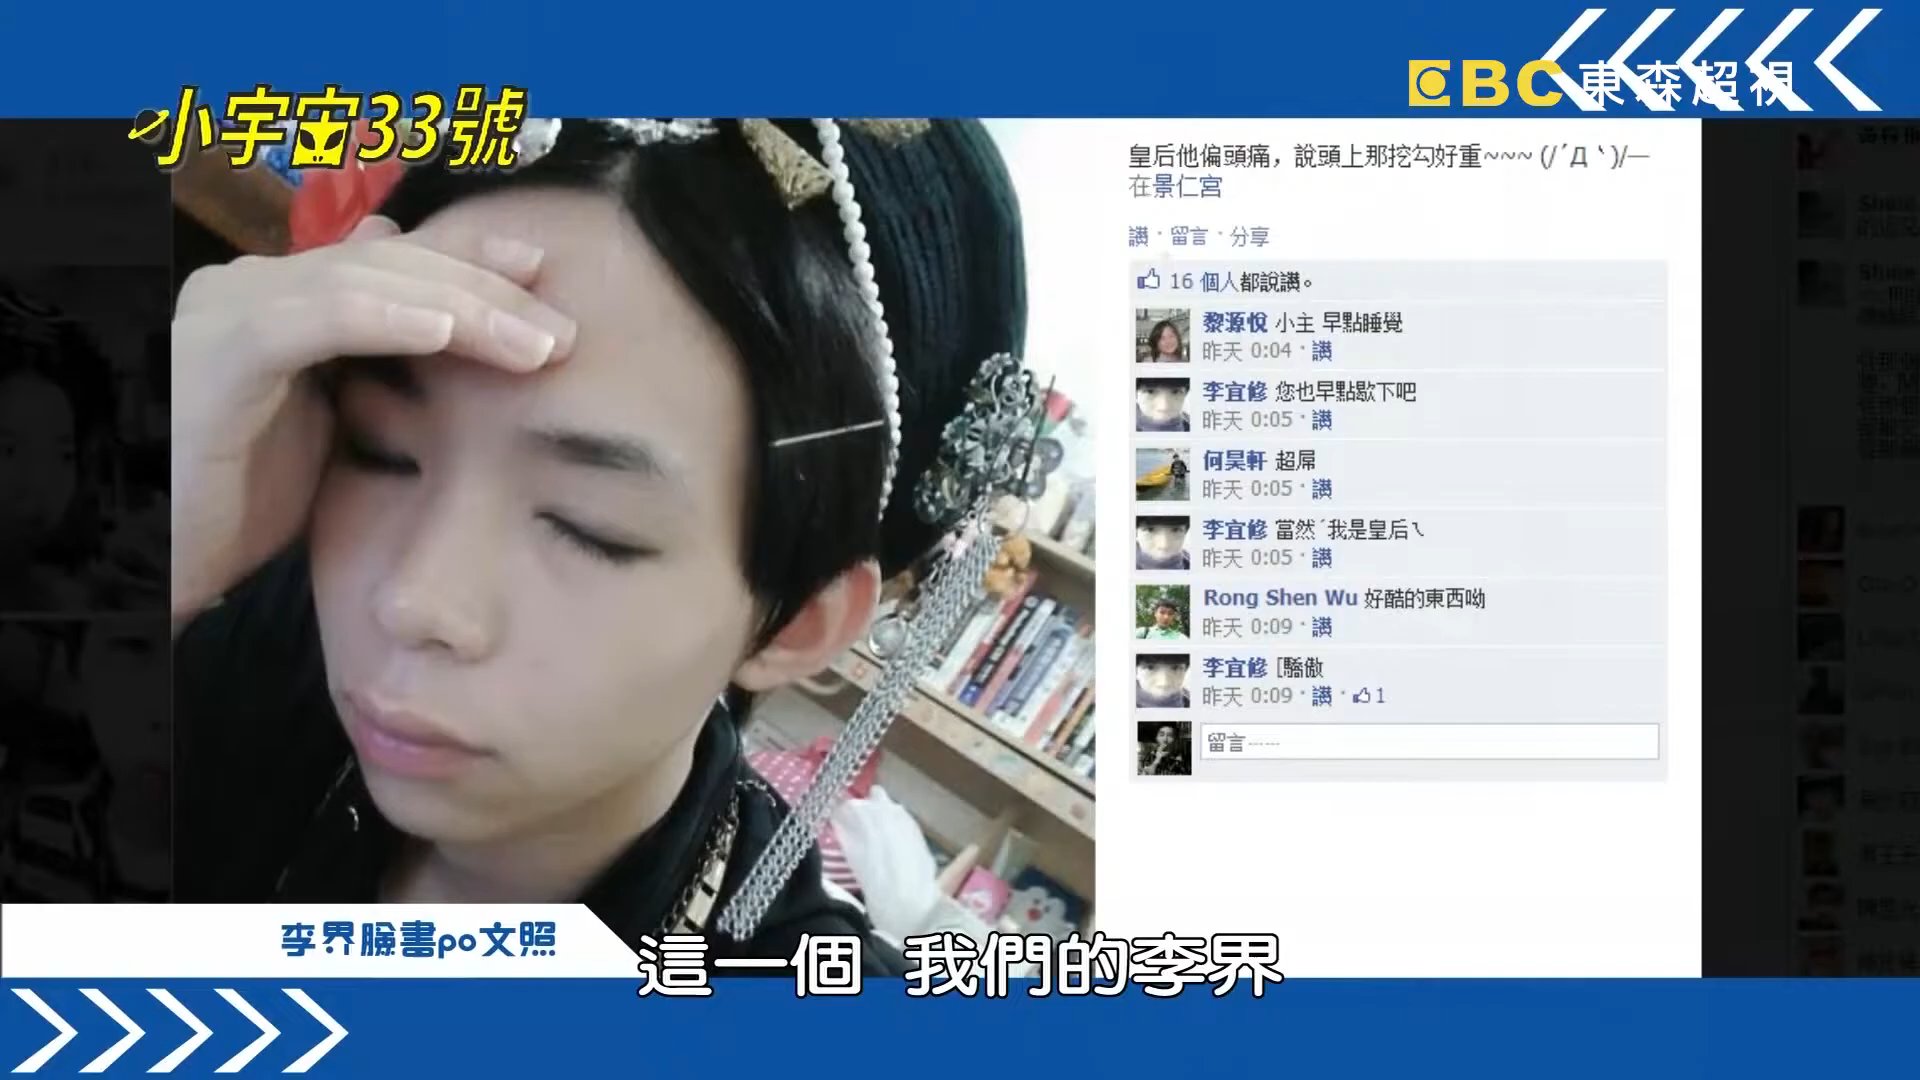 小宇宙33號
EBC 東森超視
皇后他偏頭痛，說頭上那挖勾好重~~~ (/´Д‵)/—
在景仁宮
讚・留言・分享
16 個人都說讚。
黎源悅 小主 早點睡覺
昨天 0:04・讚
李宜修 您也早點歇下吧
昨天 0:05・讚
何昊軒 超屌
昨天 0:05・讚
李宜修 當然ˊ我是皇后ㄟ
昨天 0:05・讚
Rong Shen Wu 好酷的東西呦
昨天 0:09・讚
李宜修 [驕傲
昨天 0:09・讚・1
留言......
李界臉書po文照
這一個 我們的李界